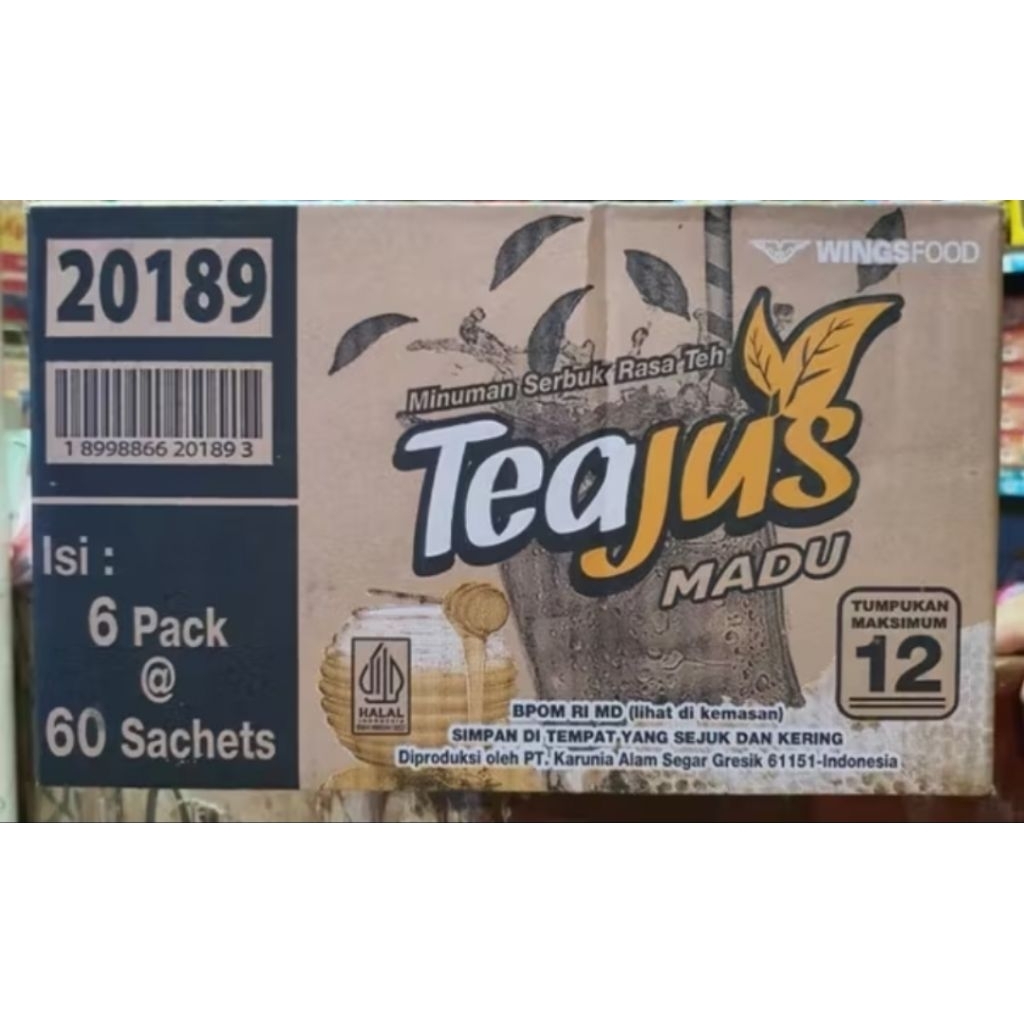 20189
1 8998866 20189 3
Isi :
6 Pack
@
60 Sachets
WINGSFOOD
Minuman Serbuk Rasa Teh
Teajus
MADU
TUMPUKAN
MAKSIMUM
12
HALAL
INDONESIA
BPOM RI MD (lihat di kemasan)
SIMPAN DI TEMPAT YANG SEJUK DAN KERING
Diproduksi oleh PT. Karunia Alam Segar Gresik 61151-Indonesia